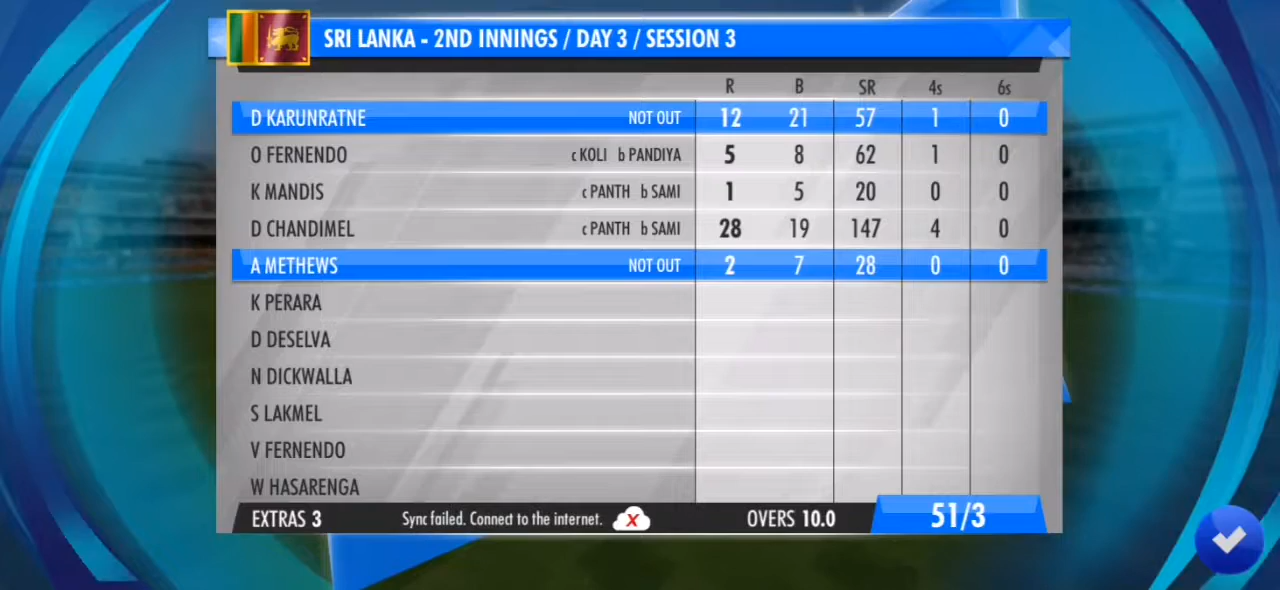 SRI LANKA - 2ND INNINGS / DAY 3 / SESSION 3
R B SR 4s 6s
D KARUNRATNE NOT OUT 12 21 57 1 0
O FERNENDO c KOLI b PANDIYA 5 8 62 1 0
K MANDIS c PANTH b SAMI 1 5 20 0 0
D CHANDIMEL c PANTH b SAMI 28 19 147 4 0
A METHEWS NOT OUT 2 7 28 0 0
K PERARA
D DESELVA
N DICKWALLA
S LAKMEL
V FERNENDO
W HASARENGA
EXTRAS 3 Sync failed. Connect to the internet. X OVERS 10.0 51/3